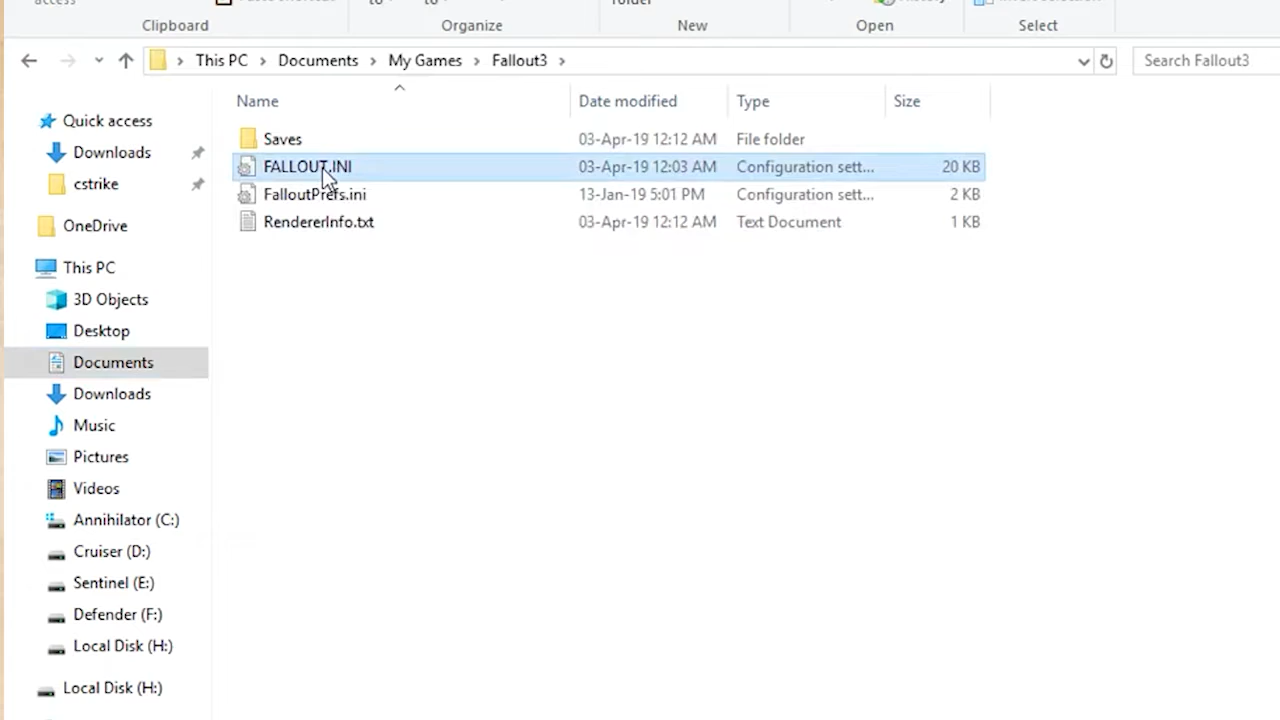 access
to
to
folder
Clipboard
Organize
New
Open
Select
This PC > Documents > My Games > Fallout3 >
Search Fallout3
Name Date modified Type Size
Quick access
Downloads
cstrike
OneDrive
This PC
3D Objects
Desktop
Documents
Downloads
Music
Pictures
Videos
Annihilator (C:)
Cruiser (D:)
Sentinel (E:)
Defender (F:)
Local Disk (H:)
Local Disk (H:)
Saves 03-Apr-19 12:12 AM File folder
FALLOUT.INI 03-Apr-19 12:03 AM Configuration sett... 20 KB
FalloutPrefs.ini 13-Jan-19 5:01 PM Configuration sett... 2 KB
RendererInfo.txt 03-Apr-19 12:12 AM Text Document 1 KB